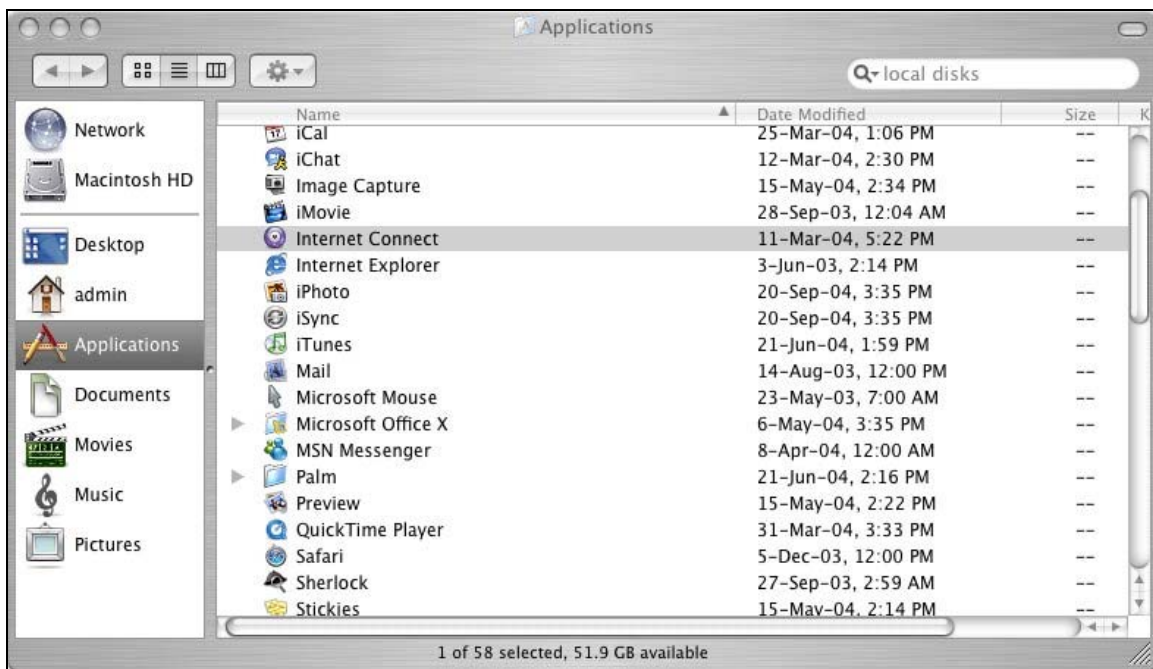 Applications
local disks
Network
Macintosh HD
Desktop
admin
Applications
Documents
Movies
Music
Pictures
Name Date Modified Size K
iCal 25-Mar-04, 1:06 PM --
iChat 12-Mar-04, 2:30 PM --
Image Capture 15-May-04, 2:34 PM --
iMovie 28-Sep-03, 12:04 AM --
Internet Connect 11-Mar-04, 5:22 PM --
Internet Explorer 3-Jun-03, 2:14 PM --
iPhoto 20-Sep-04, 3:35 PM --
iSync 20-Sep-04, 3:35 PM --
iTunes 21-Jun-04, 1:59 PM --
Mail 14-Aug-03, 12:00 PM --
Microsoft Mouse 23-May-03, 7:00 AM --
Microsoft Office X 6-May-04, 3:35 PM --
MSN Messenger 8-Apr-04, 12:00 AM --
Palm 21-Jun-04, 2:16 PM --
Preview 15-May-04, 2:22 PM --
QuickTime Player 31-Mar-04, 3:33 PM --
Safari 5-Dec-03, 12:00 PM --
Sherlock 27-Sep-03, 2:59 AM --
Stickies 15-May-04, 2:14 PM --
1 of 58 selected, 51.9 GB available